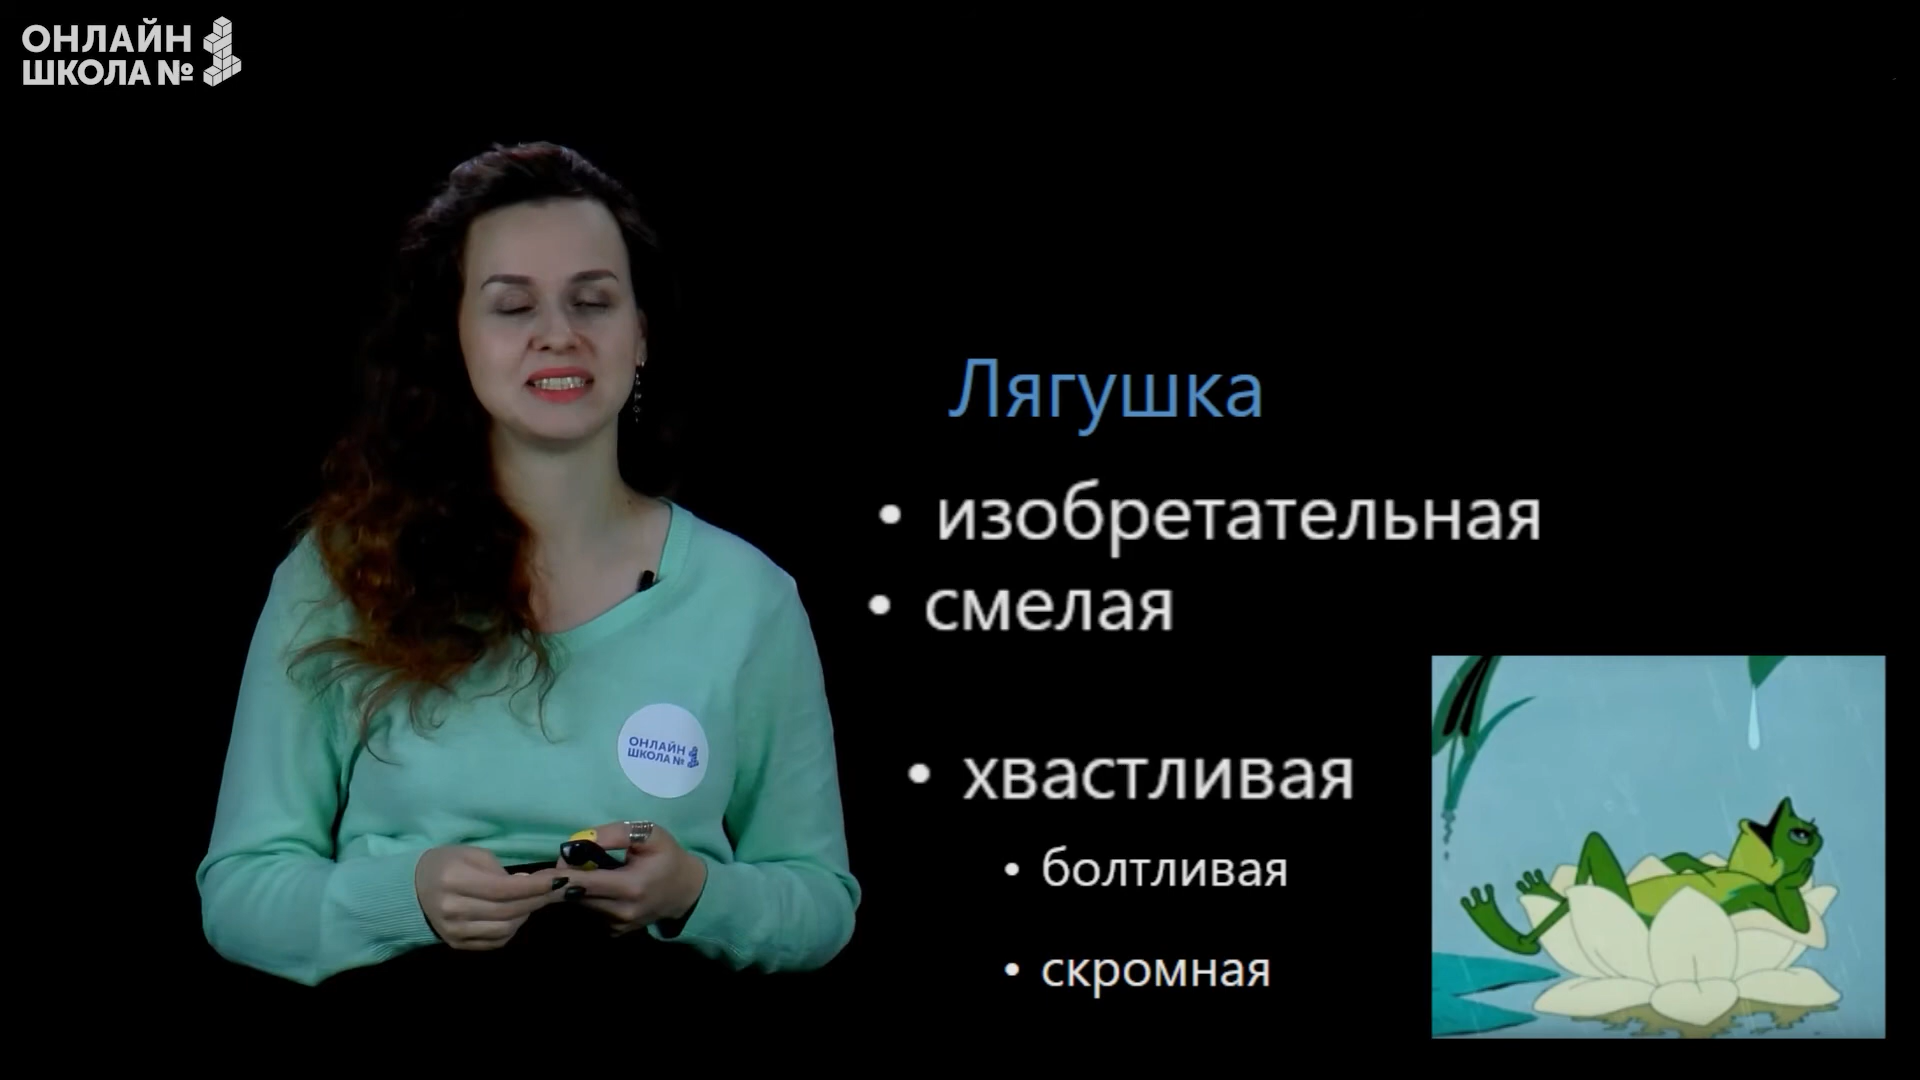 ОНЛАЙН
ШКОЛА №
Лягушка
• изобретательная
• смелая
• хвастливая
• болтливая
• скромная
ОНЛАЙН
ШКОЛА №